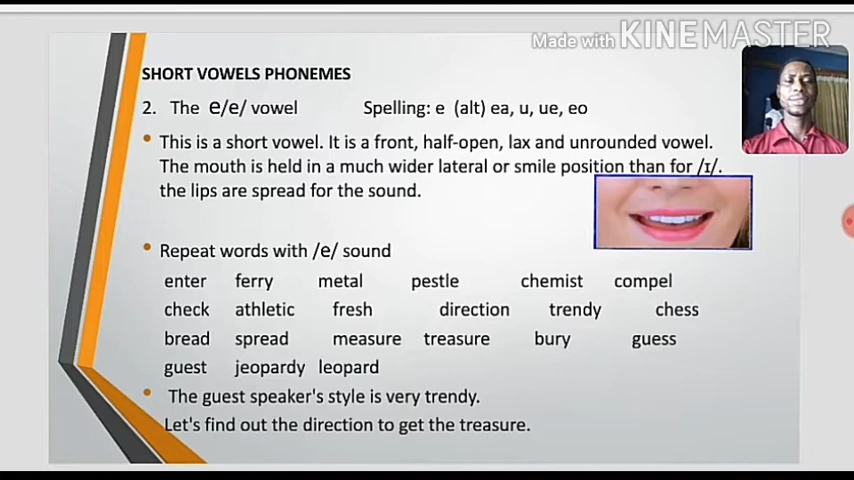 Made with KINEMASTER
SHORT VOWELS PHONEMES
2. The e/e/ vowel Spelling: e (alt) ea, u, ue, eo
• This is a short vowel. It is a front, half-open, lax and unrounded vowel.
The mouth is held in a much wider lateral or smile position than for /ɪ/.
the lips are spread for the sound.
• Repeat words with /e/ sound
enter ferry metal pestle chemist compel
check athletic fresh direction trendy chess
bread spread measure treasure bury guess
guest jeopardy leopard
• The guest speaker's style is very trendy.
Let's find out the direction to get the treasure.